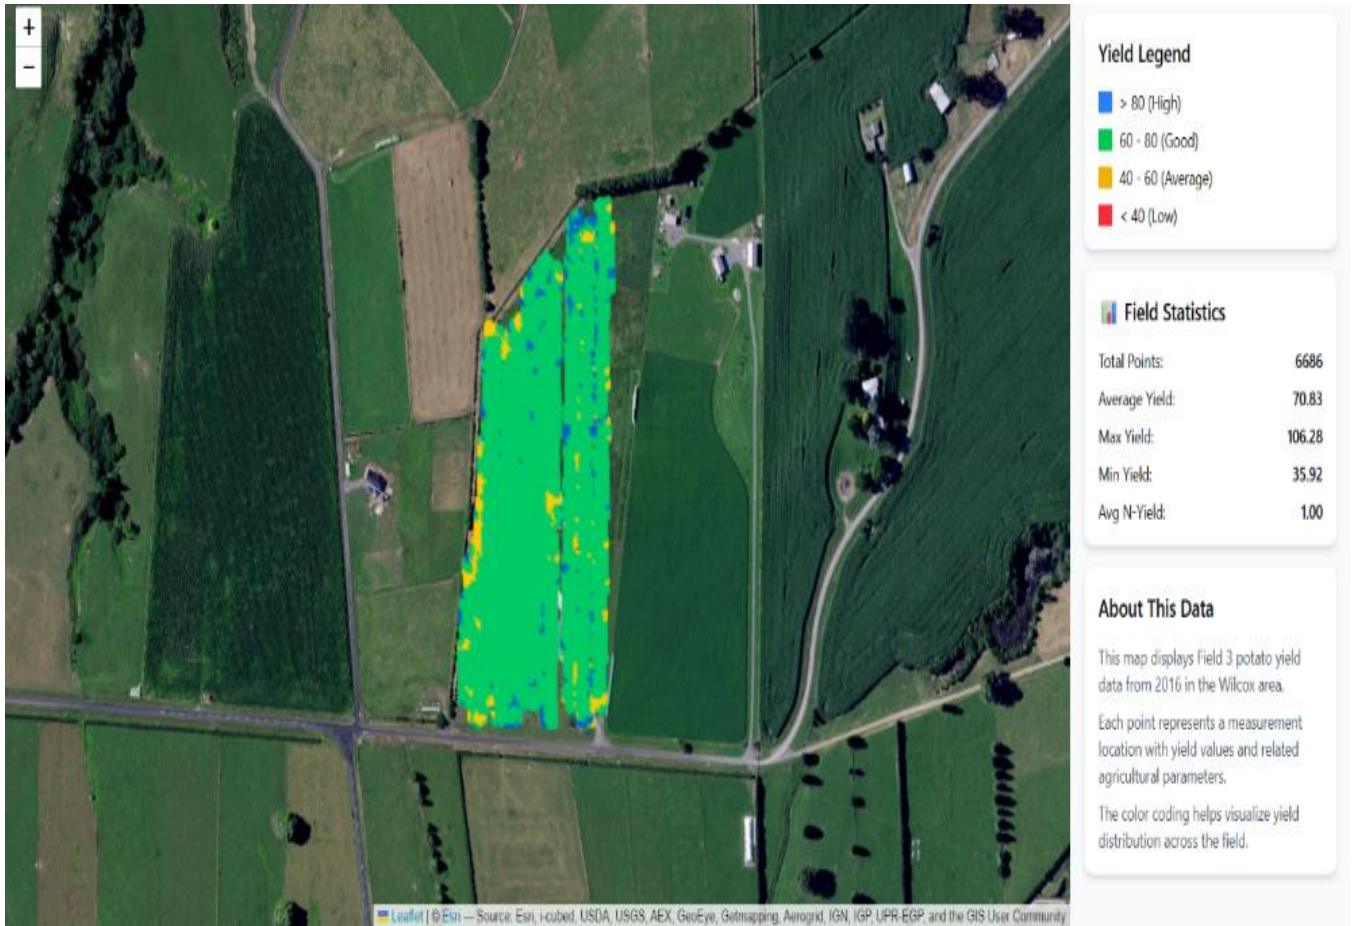 +
−
Yield Legend
> 80 (High)
60 - 80 (Good)
40 - 60 (Average)
< 40 (Low)
Field Statistics
Total Points: 6686
Average Yield: 70.83
Max Yield: 106.28
Min Yield: 35.92
Avg N-Yield: 1.00
About This Data
This map displays Field 3 potato yield
data from 2016 in the Wilcox area.
Each point represents a measurement
location with yield values and related
agricultural parameters.
The color coding helps visualize yield
distribution across the field.
Leaflet | © Esri — Source: Esri, i-cubed, USDA, USGS, AEX, GeoEye, Getmapping, Aerogrid, IGN, IGP, UPR-EGP, and the GIS User Community